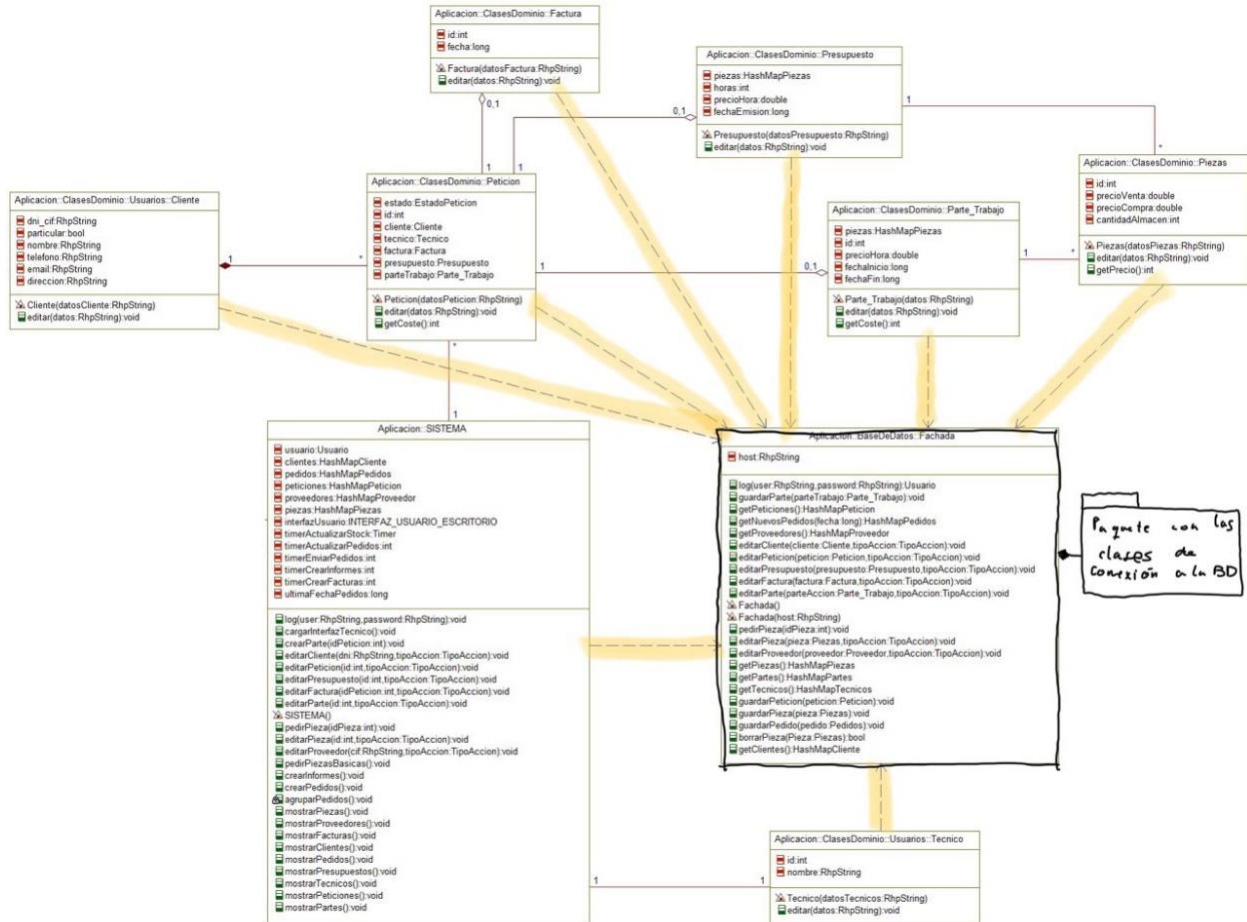 Aplicacion::ClasesDominio::Factura
id:int
fecha:long
Factura(datosFactura:RhpString)
editar(datos:RhpString):void
0,1
1
Aplicacion::ClasesDominio::Presupuesto
piezas:HashMapPiezas
horas:int
precioHora:double
fechaEmision:long
Presupuesto(datosPresupuesto:RhpString)
editar(datos:RhpString):void
0,1
1
1
*
Aplicacion::ClasesDominio::Piezas
id:int
precioVenta:double
precioCompra:double
cantidadAlmacen:int
Piezas(datosPiezas:RhpString)
editar(datos:RhpString):void
getPrecio():int
Aplicacion::ClasesDominio::Peticion
estado:EstadoPeticion
id:int
cliente:Cliente
tecnico:Tecnico
factura:Factura
presupuesto:Presupuesto
parteTrabajo:Parte_Trabajo
Peticion(datosPeticion:RhpString)
editar(datos:RhpString):void
getCoste():int
Aplicacion::ClasesDominio::Usuarios::Cliente
dni_cif:RhpString
particular:bool
nombre:RhpString
telefono:RhpString
email:RhpString
direccion:RhpString
Cliente(datosCliente:RhpString)
editar(datos:RhpString):void
1
*
Aplicacion::ClasesDominio::Parte_Trabajo
piezas:HashMapPiezas
id:int
precioHora:double
fechaInicio:long
fechaFin:long
Parte_Trabajo(datos:RhpString)
editar(datos:RhpString):void
getCoste():int
1
0,1
1
*
*
1
Aplicacion::SISTEMA
usuario:Usuario
clientes:HashMapCliente
pedidos:HashMapPedidos
peticiones:HashMapPeticion
proveedores:HashMapProveedor
piezas:HashMapPiezas
interfazUsuario:INTERFAZ_USUARIO_ESCRITORIO
timerActualizarStock:Timer
timerActualizarPedidos:int
timerEnviarPedidos:int
timerCrearInformes:int
timerCrearFacturas:int
ultimaFechaPedidos:long
log(user:RhpString,password:RhpString):void
cargarInterfazTecnico():void
crearParte(idPeticion:int):void
editarCliente(dni:RhpString,tipoAccion:TipoAccion):void
editarPeticion(id:int,tipoAccion:TipoAccion):void
editarPresupuesto(id:int,tipoAccion:TipoAccion):void
editarFactura(idPeticion:int,tipoAccion:TipoAccion):void
editarParte(id:int,tipoAccion:TipoAccion):void
SISTEMA()
pedirPieza(idPieza:int):void
editarPieza(id:int,tipoAccion:TipoAccion):void
editarProveedor(cif:RhpString,tipoAccion:TipoAccion):void
pedirPiezasBasicas():void
crearInformes():void
crearPedidos():void
agruparPedidos():void
mostrarPiezas():void
mostrarProveedores():void
mostrarFacturas():void
mostrarClientes():void
mostrarPedidos():void
mostrarPresupuestos():void
mostrarTecnicos():void
mostrarPeticiones():void
mostrarPartes():void
Aplicacion::BaseDeDatos::Fachada
host:RhpString
log(user:RhpString,password:RhpString):Usuario
guardarParte(parteTrabajo:Parte_Trabajo):void
getPeticiones():HashMapPeticion
getNuevosPedidos(fecha:long):HashMapPedidos
getProveedores():HashMapProveedor
editarCliente(cliente:Cliente,tipoAccion:TipoAccion):void
editarPeticion(peticion:Peticion,tipoAccion:TipoAccion):void
editarPresupuesto(presupuesto:Presupuesto,tipoAccion:TipoAccion):void
editarFactura(factura:Factura,tipoAccion:TipoAccion):void
editarParte(parteAccion:Parte_Trabajo,tipoAccion:TipoAccion):void
Fachada()
Fachada(host:RhpString)
pedirPieza(idPieza:int):void
editarPieza(pieza:Piezas,tipoAccion:TipoAccion):void
editarProveedor(proveedor:Proveedor,tipoAccion:TipoAccion):void
getPiezas():HashMapPiezas
getPartes():HashMapPartes
getTecnicos():HashMapTecnicos
guardarPeticion(peticion:Peticion):void
guardarPieza(pieza:Piezas):void
guardarPedido(pedido:Pedidos):void
borrarPieza(Pieza:Piezas):bool
getClientes():HashMapCliente
Paquete con las
clases de
conexión a la BD
Aplicacion::ClasesDominio::Usuarios::Tecnico
id:int
nombre:RhpString
Tecnico(datosTecnicos:RhpString)
editar(datos:RhpString):void
1
1